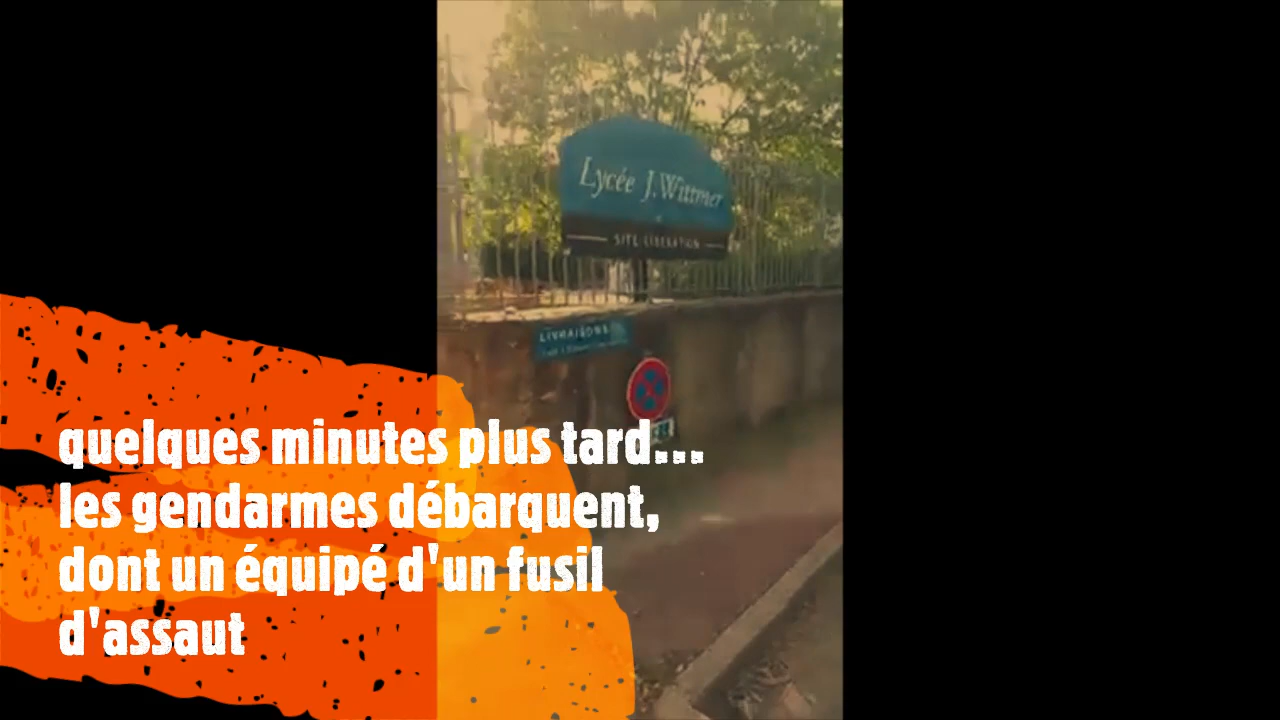 Lycée J.Wittmer
SITE LIBERATION
LIVRAISONS
quelques minutes plus tard...
les gendarmes débarquent,
dont un équipé d'un fusil
d'assaut